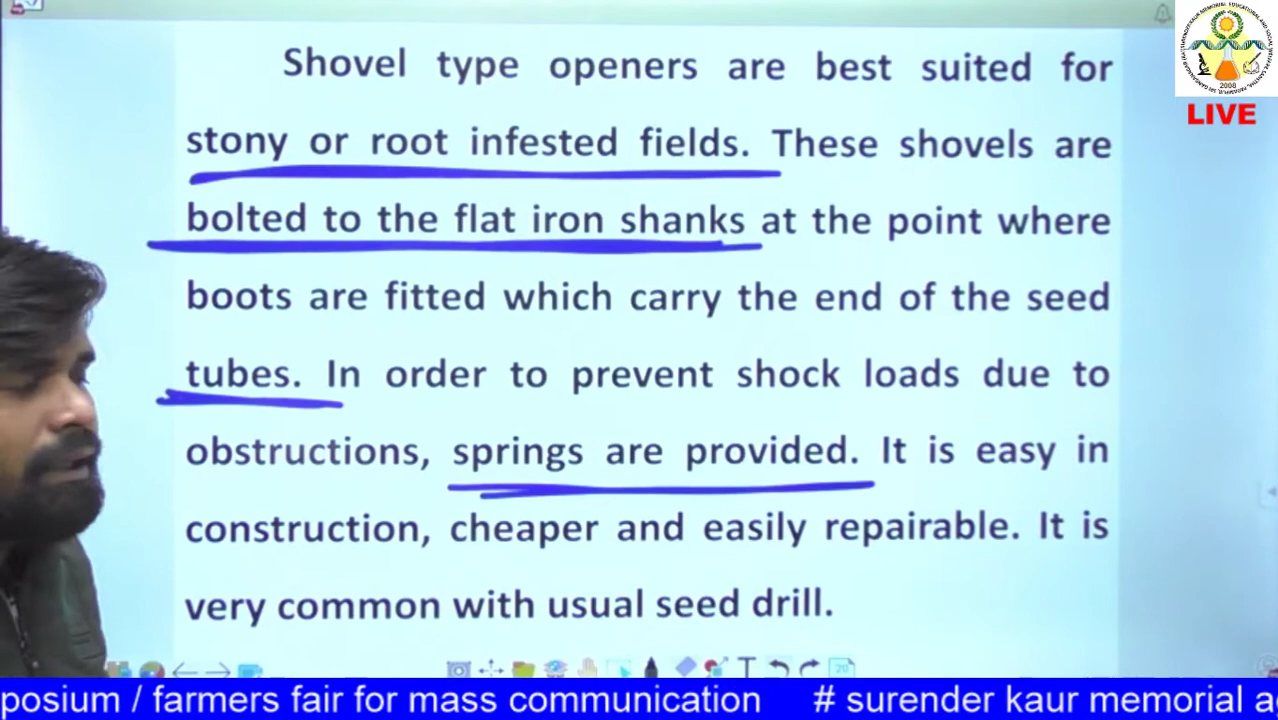 Shovel type openers are best suited for
stony or root infested fields. These shovels are
bolted to the flat iron shanks at the point where
boots are fitted which carry the end of the seed
tubes. In order to prevent shock loads due to
obstructions, springs are provided. It is easy in
construction, cheaper and easily repairable. It is
very common with usual seed drill.
2008
LIVE
T
20
posium / farmers fair for mass communication # surender kaur memorial a